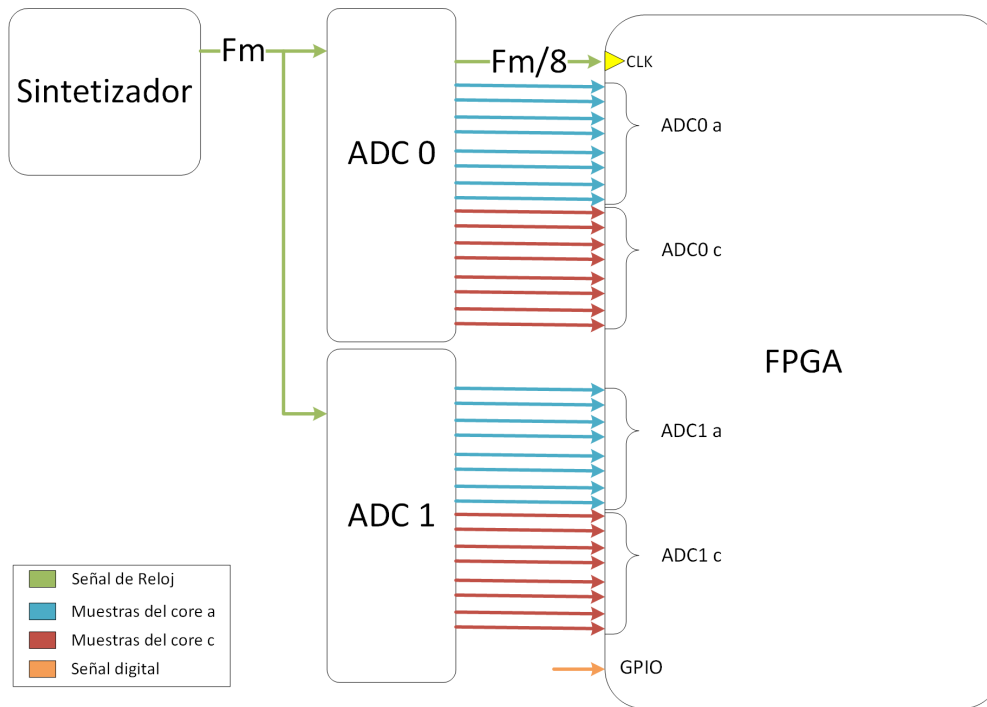 Sintetizador
Fm
ADC 0
Fm/8
CLK
ADC0 a
ADC0 c
FPGA
ADC 1
ADC1 a
ADC1 c
GPIO
Señal de Reloj
Muestras del core a
Muestras del core c
Señal digital